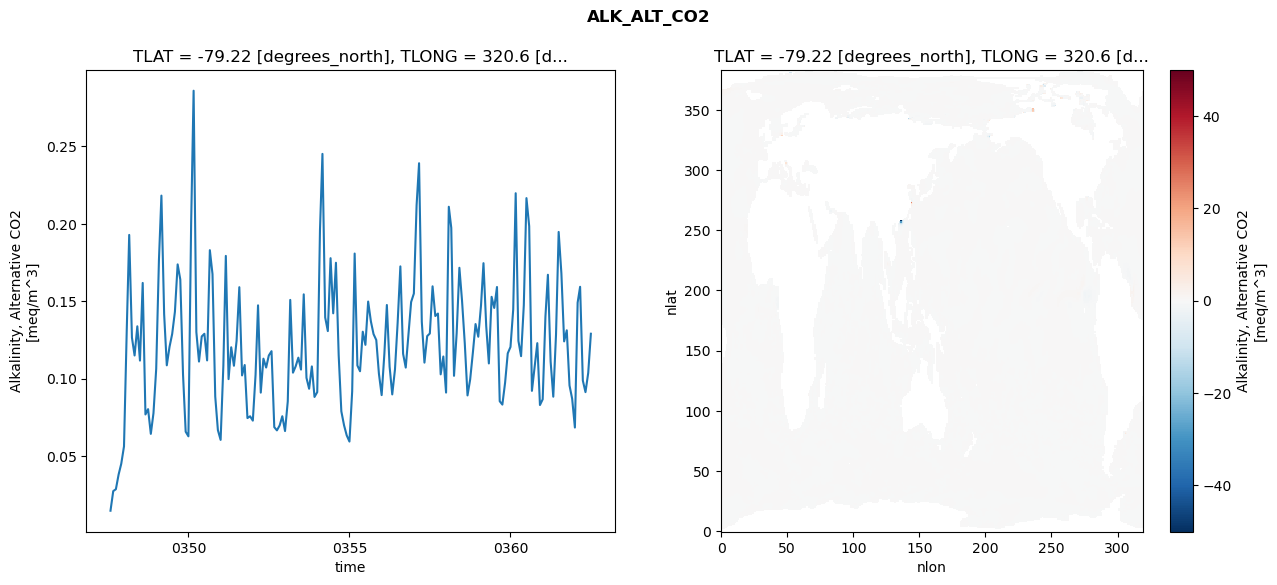 ALK_ALT_CO2
TLAT = -79.22 [degrees_north], TLONG = 320.6 [d...
Alkalinity, Alternative CO2
[meq/m^3]
0.25
0.20
0.15
0.10
0.05
0350
0355
0360
time
TLAT = -79.22 [degrees_north], TLONG = 320.6 [d...
nlat
350
300
250
200
150
100
50
0
0
50
100
150
200
250
300
nlon
40
20
0
−20
−40
Alkalinity, Alternative CO2
[meq/m^3]